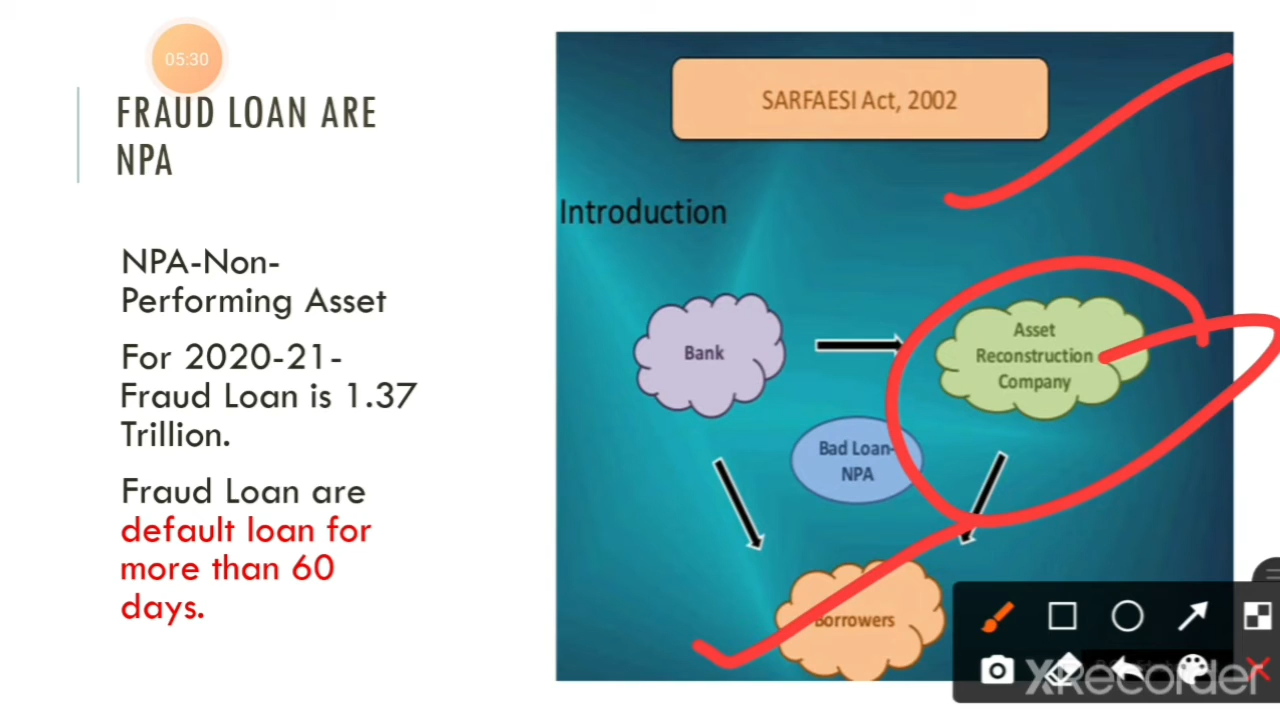 05:30
FRAUD LOAN ARE
NPA
NPA-Non-
Performing Asset
For 2020-21-
Fraud Loan is 1.37
Trillion.
Fraud Loan are
default loan for
more than 60
days.
SARFAESI Act, 2002
Introduction
Bank
Asset
Reconstruction
Company
Bad Loan-
NPA
Borrowers
XRecorder